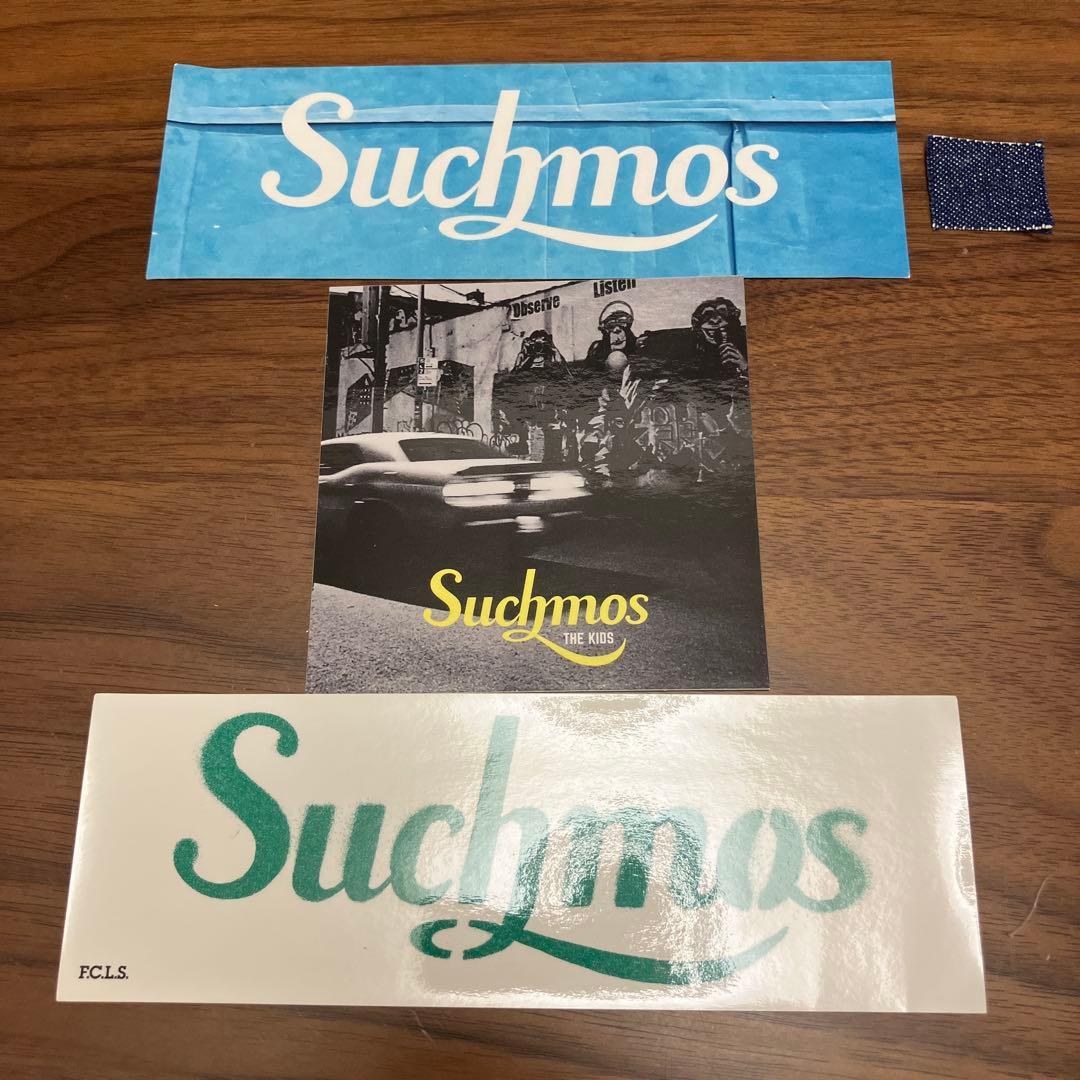 Suchmos
Observe
Listen
Suchmos
THE KIDS
Suchmos
F.C.L.S.